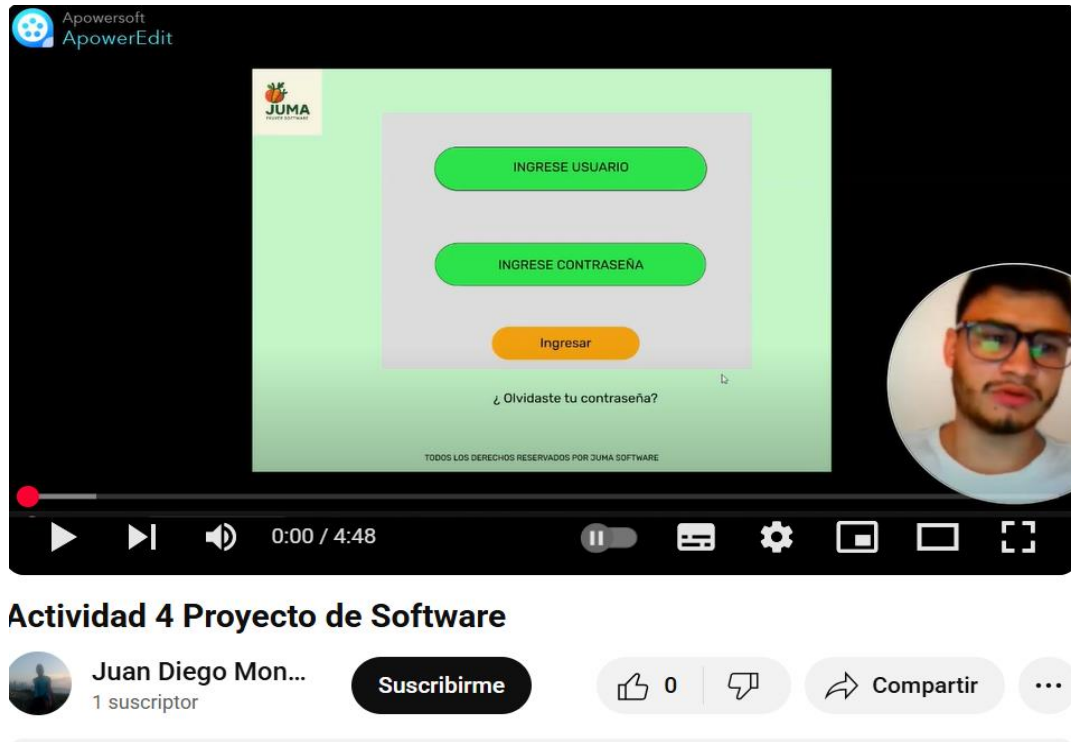 Apowersoft
ApowerEdit
JUMA
INGRESE USUARIO
INGRESE CONTRASEÑA
Ingresar
¿ Olvidaste tu contraseña?
TODOS LOS DERECHOS RESERVADOS POR JUMA SOFTWARE
0:00 / 4:48
Actividad 4 Proyecto de Software
Juan Diego Mon...
1 suscriptor
Suscribirme
0
Compartir